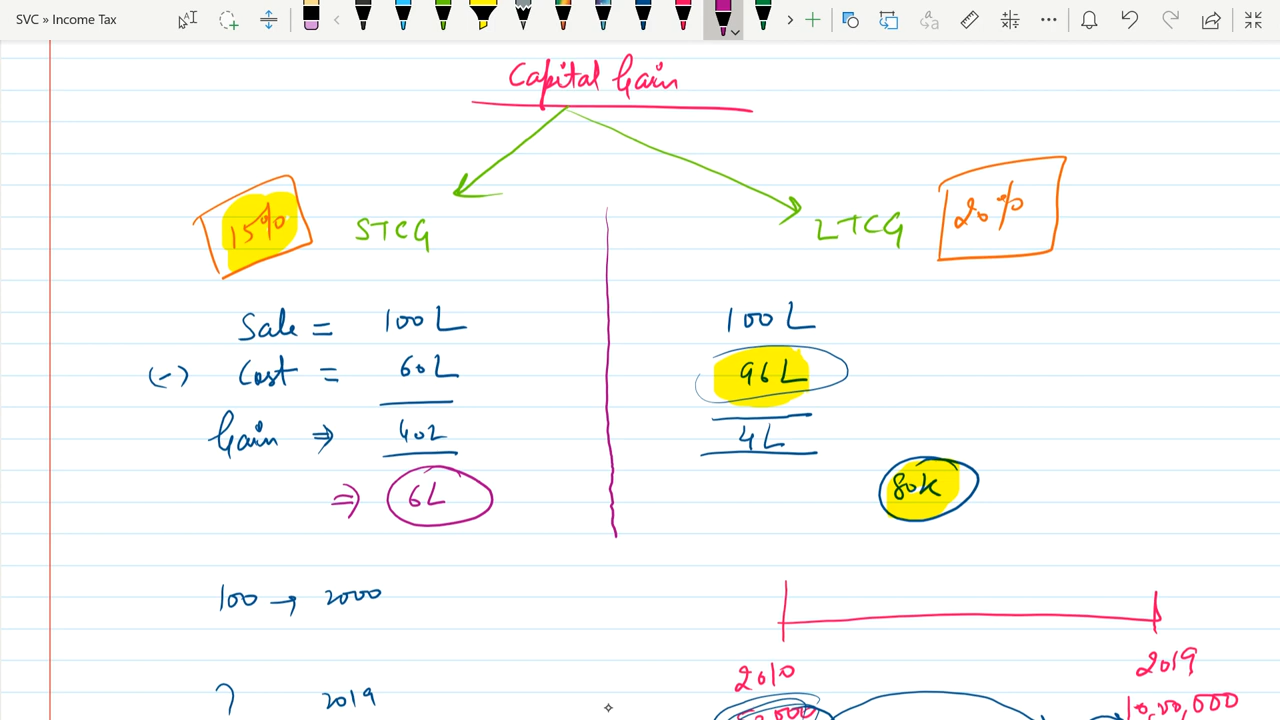 SVC » Income Tax
Capital Gain
15% STCG
LTCG 20%
Sale = 100L
(-) Cost = 60L
Gain ⇒ 40L
⇒ 6L
100L
96L
4L
80K
100 → 2000
? 2019
2010
2019
10,00,000